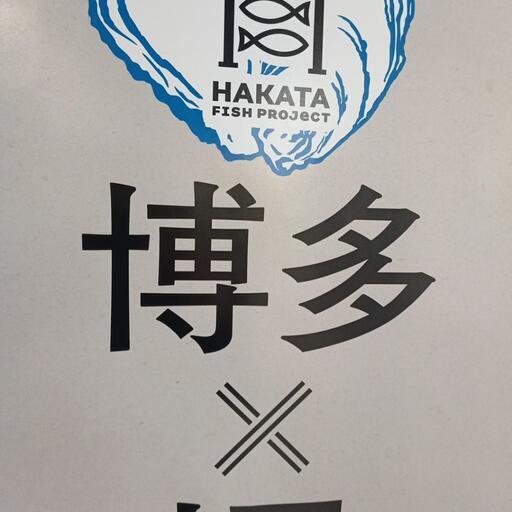 HAKATA
FISH PROJECT
博多
×